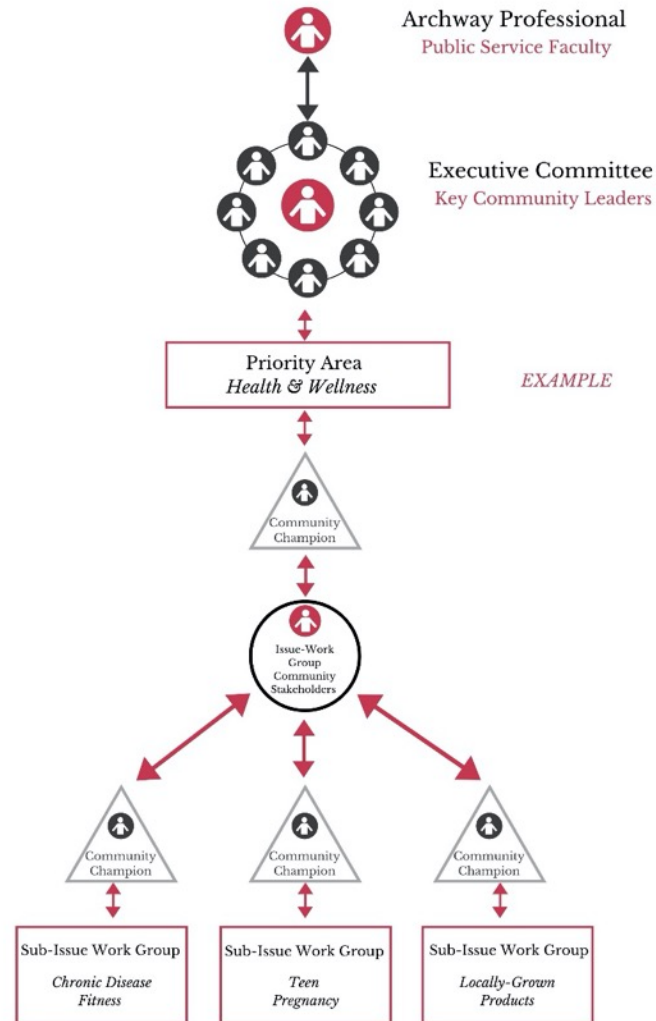 Archway Professional
Public Service Faculty
Executive Committee
Key Community Leaders
Priority Area
Health & Wellness
EXAMPLE
Community
Champion
Issue-Work
Group
Community
Stakeholders
Community
Champion
Community
Champion
Community
Champion
Sub-Issue Work Group
Chronic Disease
Fitness
Sub-Issue Work Group
Teen
Pregnancy
Sub-Issue Work Group
Locally-Grown
Products